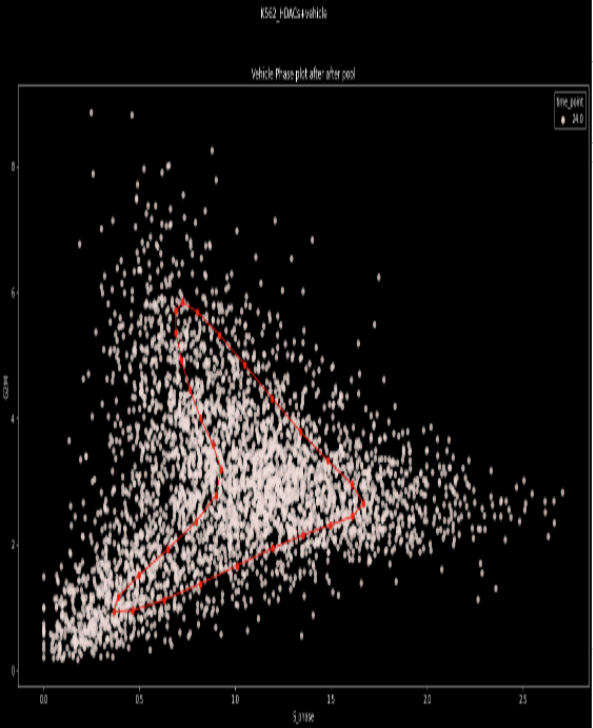 K562_HDACs+vehicle
Vehicle Phase plot after after pool
time_point
24.0
8
6
4
2
0
G2/M
0.0 0.5 1.0 1.5 2.0 2.5
S_phase